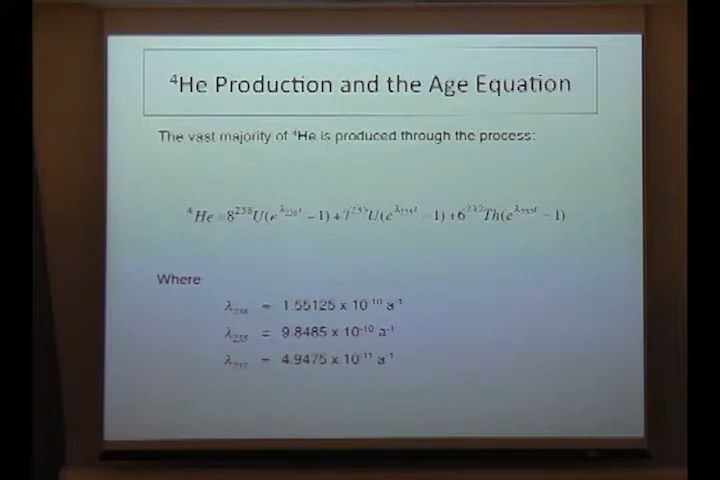 ⁴He Production and the Age Equation
The vast majority of ⁴He is produced through the process:
⁴He = 8²³⁸U(e^λ₂₃₈t − 1) + 7²³⁵U(e^λ₂₃₅t − 1) + 6²³²Th(e − 1)
Where
λ₂₃₈ = 1.55125 x 10⁻¹⁰ a⁻¹
λ₂₃₅ = 9.8485 x 10⁻¹⁰ a⁻¹
λ = 4.9475 x 10⁻¹¹ a⁻¹